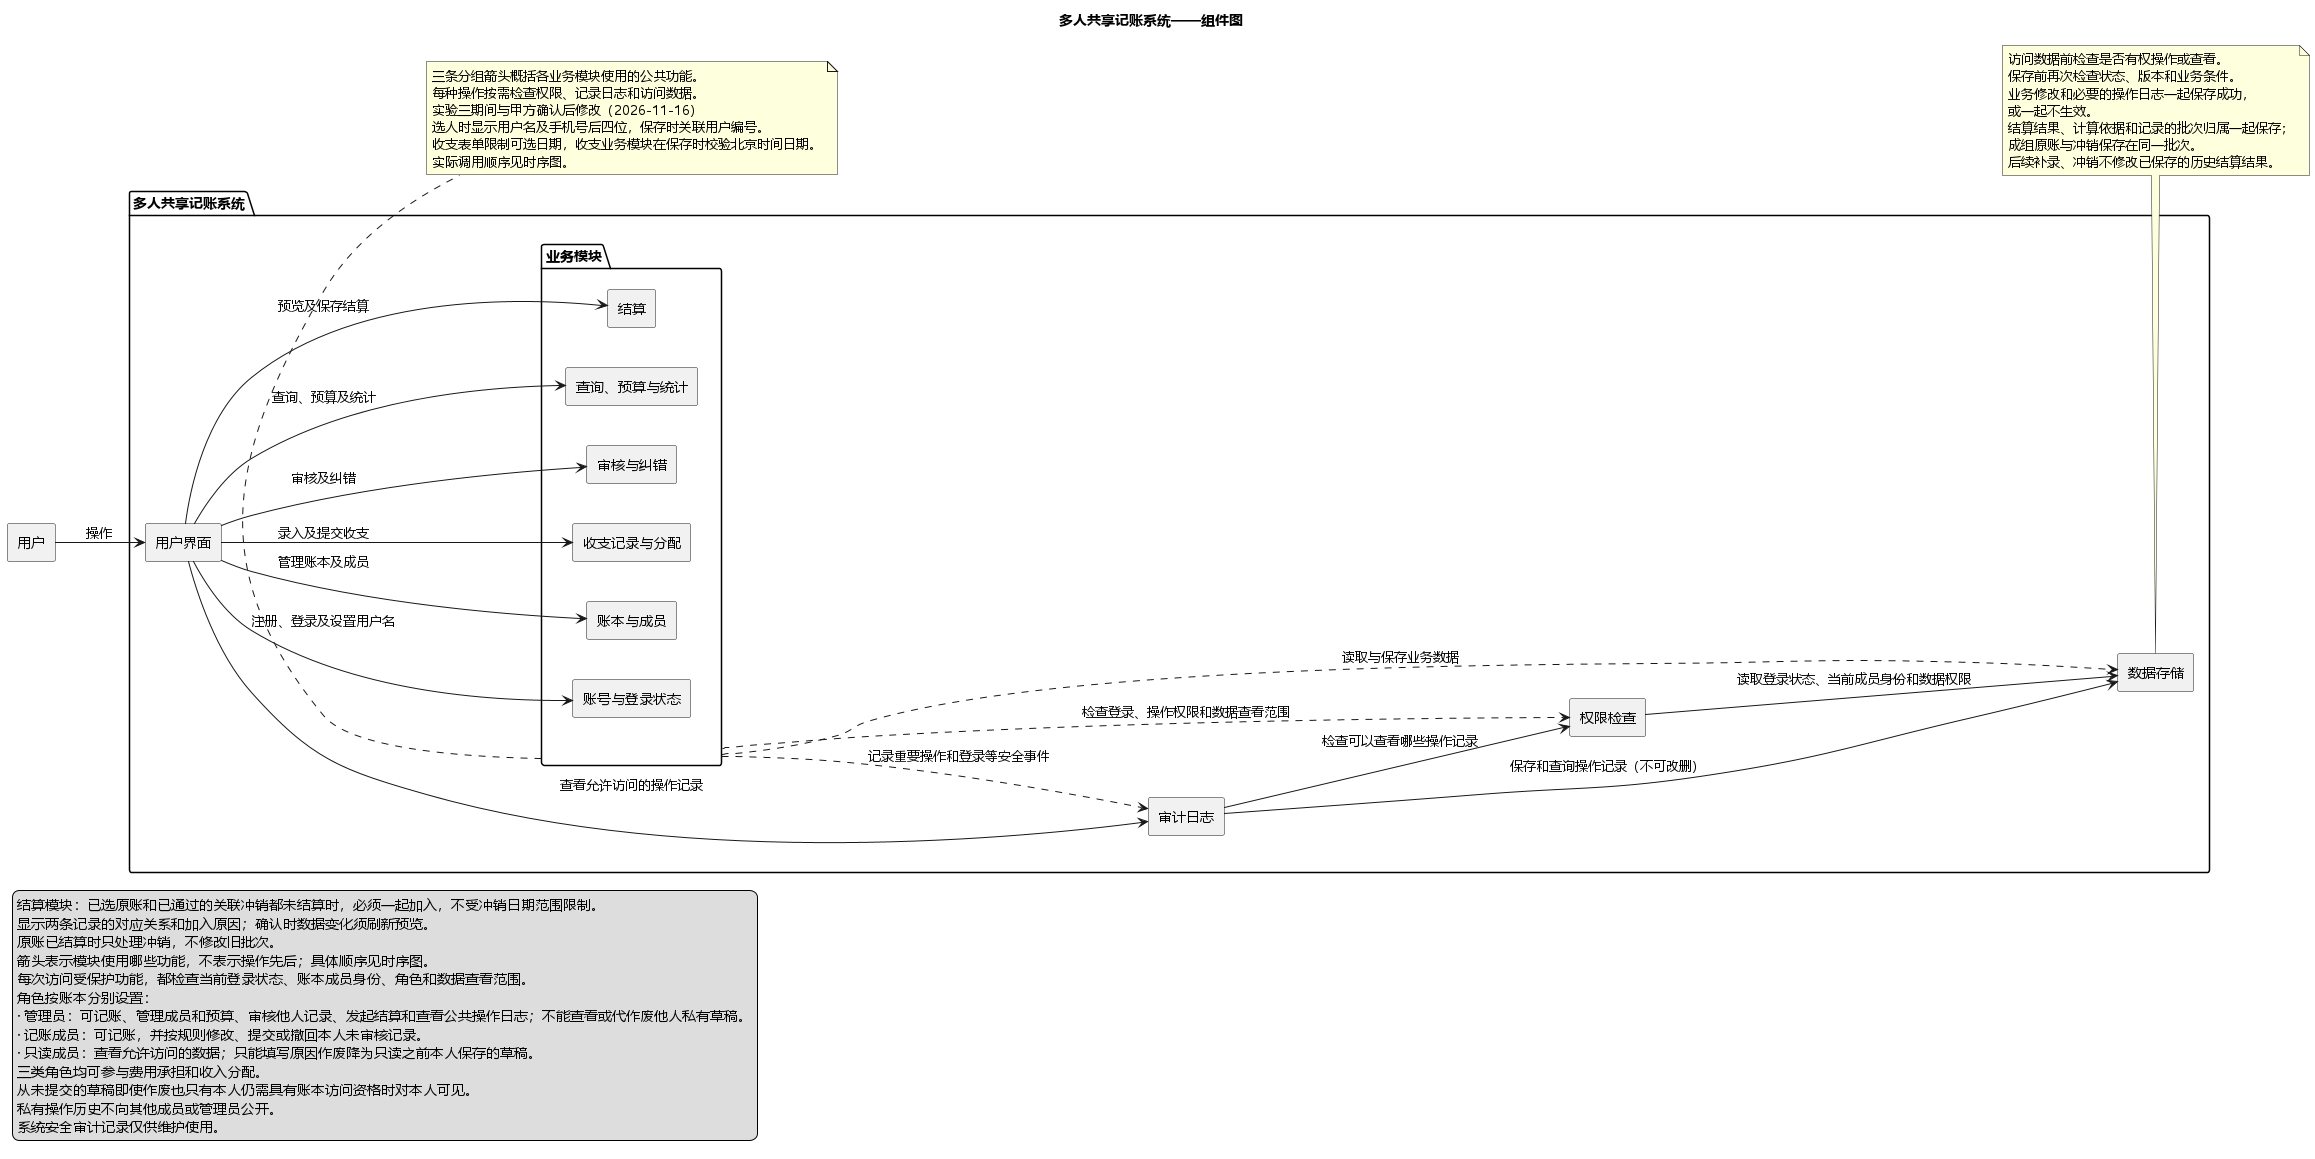 多人共享记账系统——组件图
三条分组箭头概括各业务模块使用的公共功能。
每种操作按需检查权限、记录日志和访问数据。
实验三期间与甲方确认后修改（2026-11-16）
选人时显示用户名及手机号后四位，保存时关联用户编号。
收支表单限制可选日期，收支业务模块在保存时校验北京时间日期。
实际调用顺序见时序图。
访问数据前检查是否有权操作或查看。
保存前再次检查状态、版本和业务条件。
业务修改和必要的操作日志一起保存成功，
或一起不生效。
结算结果、计算依据和记录的批次归属一起保存；
成组原账与冲销保存在同一批次。
后续补录、冲销不修改已保存的历史结算结果。
多人共享记账系统
业务模块
预览及保存结算
结算
查询、预算及统计
查询、预算与统计
审核及纠错
审核与纠错
用户
操作
用户界面
录入及提交收支
收支记录与分配
管理账本及成员
账本与成员
注册、登录及设置用户名
账号与登录状态
读取与保存业务数据
数据存储
读取登录状态、当前成员身份和数据权限
检查登录、操作权限和数据查看范围
权限检查
检查可以查看哪些操作记录
记录重要操作和登录等安全事件
保存和查询操作记录（不可改删）
查看允许访问的操作记录
审计日志
结算模块：已选原账和已通过的关联冲销都未结算时，必须一起加入，不受冲销日期范围限制。
显示两条记录的对应关系和加入原因；确认时数据变化须刷新预览。
原账已结算时只处理冲销，不修改旧批次。
箭头表示模块使用哪些功能，不表示操作先后；具体顺序见时序图。
每次访问受保护功能，都检查当前登录状态、账本成员身份、角色和数据查看范围。
角色按账本分别设置：
· 管理员：可记账、管理成员和预算、审核他人记录、发起结算和查看公共操作日志；不能查看或代作废他人私有草稿。
· 记账成员：可记账，并按规则修改、提交或撤回本人未审核记录。
· 只读成员：查看允许访问的数据；只能填写原因作废降为只读之前本人保存的草稿。
三类角色均可参与费用承担和收入分配。
从未提交的草稿即使作废也只有本人仍需具有账本访问资格时对本人可见。
私有操作历史不向其他成员或管理员公开。
系统安全审计记录仅供维护使用。